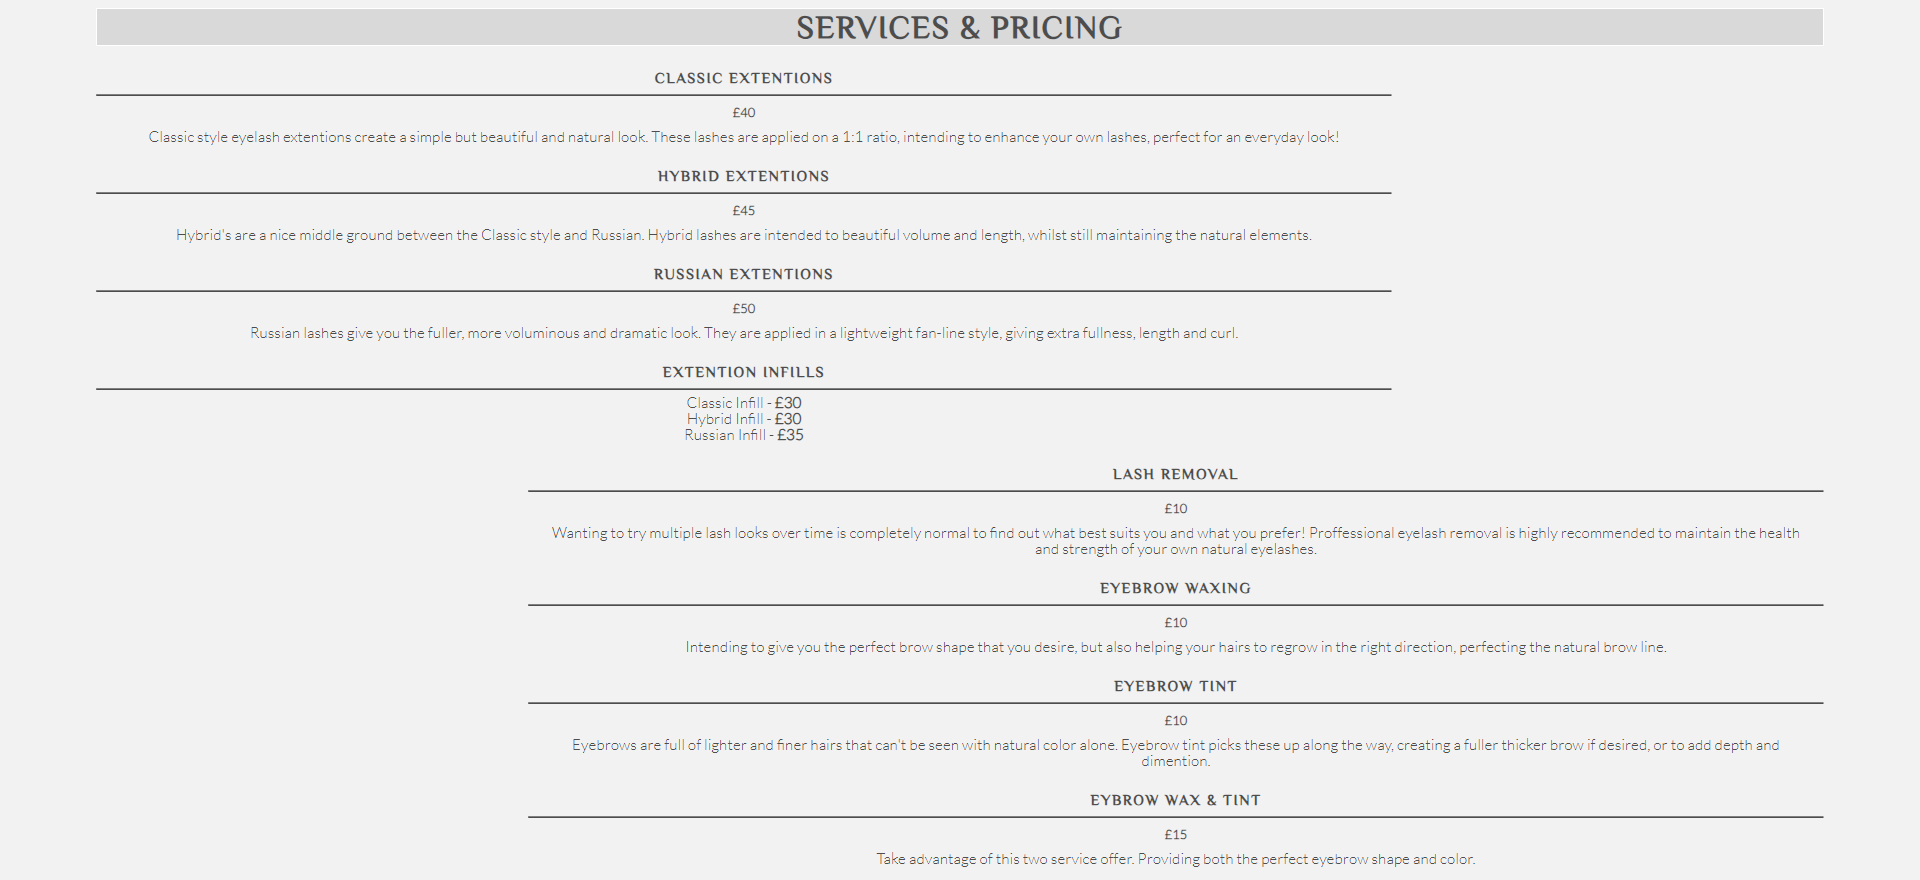 SERVICES & PRICING
CLASSIC EXTENTIONS
£40
Classic style eyelash extentions create a simple but beautiful and natural look. These lashes are applied on a 1:1 ratio, intending to enhance your own lashes, perfect for an everyday look!
HYBRID EXTENTIONS
£45
Hybrid's are a nice middle ground between the Classic style and Russian. Hybrid lashes are intended to beautiful volume and length, whilst still maintaining the natural elements.
RUSSIAN EXTENTIONS
£50
Russian lashes give you the fuller, more voluminous and dramatic look. They are applied in a lightweight fan-line style, giving extra fullness, length and curl.
EXTENTION INFILLS
Classic Infill - £30
Hybrid Infill - £30
Russian Infill - £35
LASH REMOVAL
£10
Wanting to try multiple lash looks over time is completely normal to find out what best suits you and what you prefer! Proffessional eyelash removal is highly recommended to maintain the health
and strength of your own natural eyelashes.
EYEBROW WAXING
£10
Intending to give you the perfect brow shape that you desire, but also helping your hairs to regrow in the right direction, perfecting the natural brow line.
EYEBROW TINT
£10
Eyebrows are full of lighter and finer hairs that can't be seen with natural color alone. Eyebrow tint picks these up along the way, creating a fuller thicker brow if desired, or to add depth and
dimention.
EYBROW WAX & TINT
£15
Take advantage of this two service offer. Providing both the perfect eyebrow shape and color.